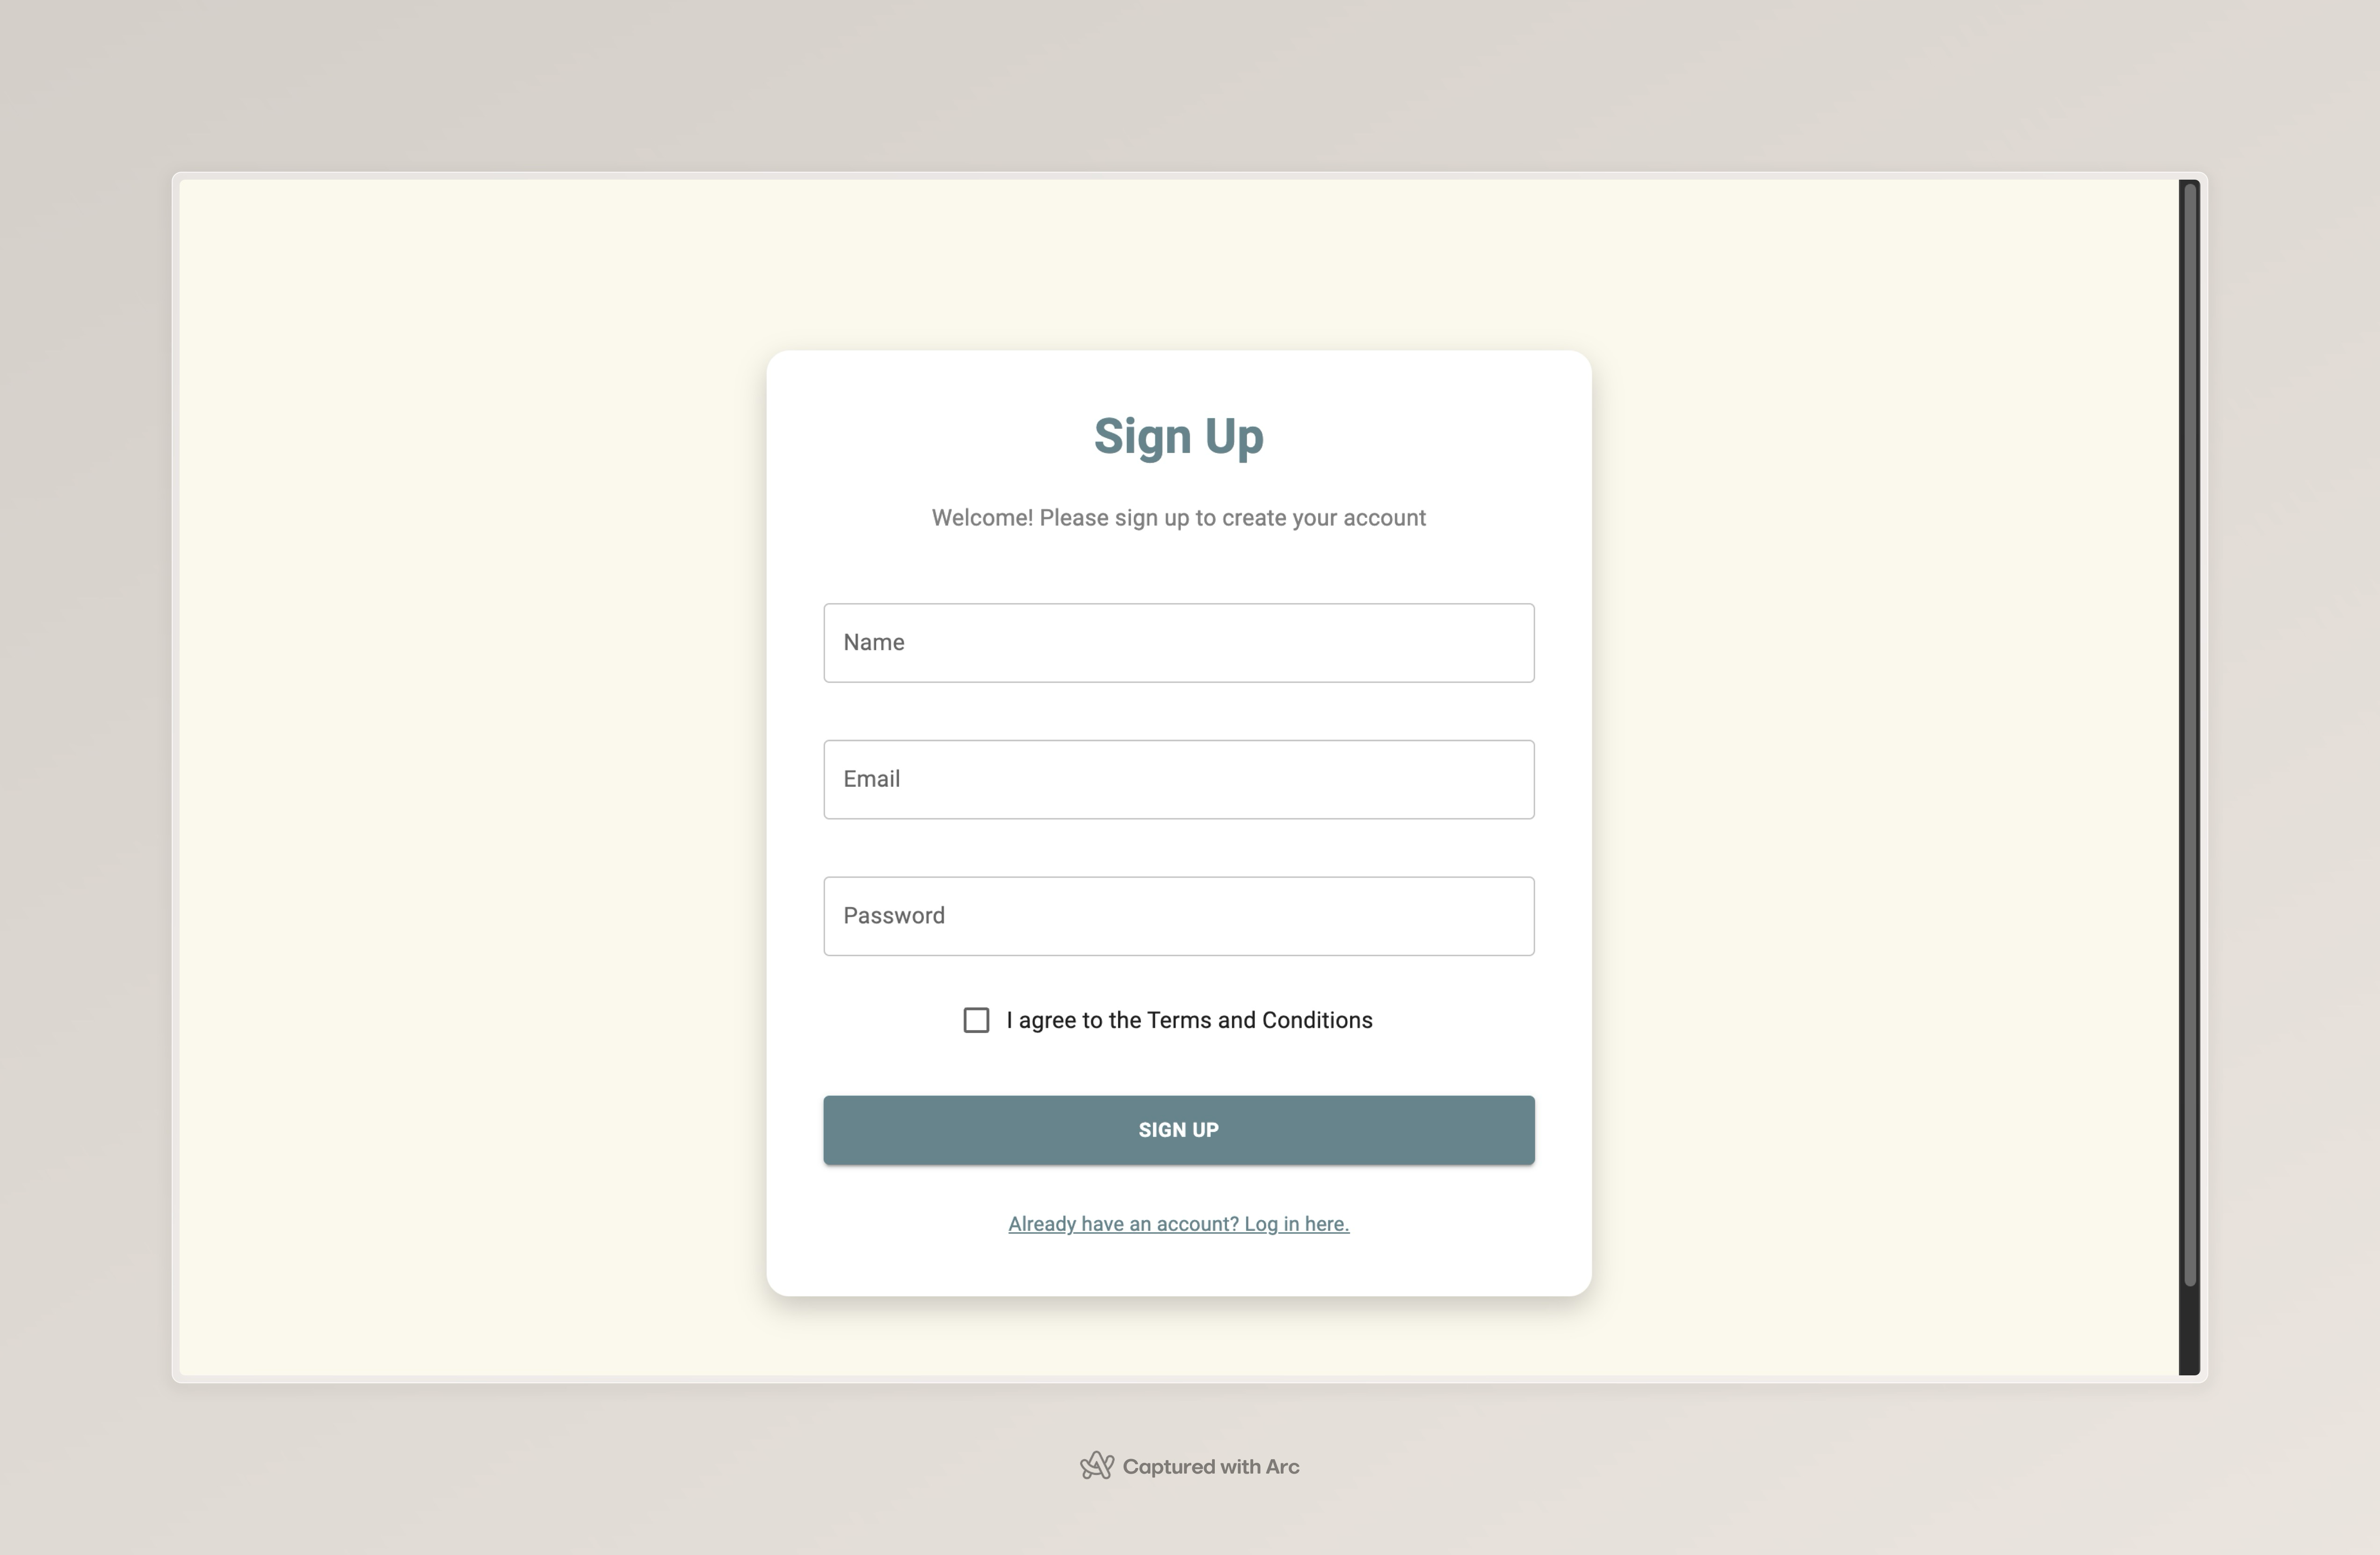 Sign Up
Welcome! Please sign up to create your account
Name
Email
Password
I agree to the Terms and Conditions
SIGN UP
Already have an account? Log in here.
Captured with Arc